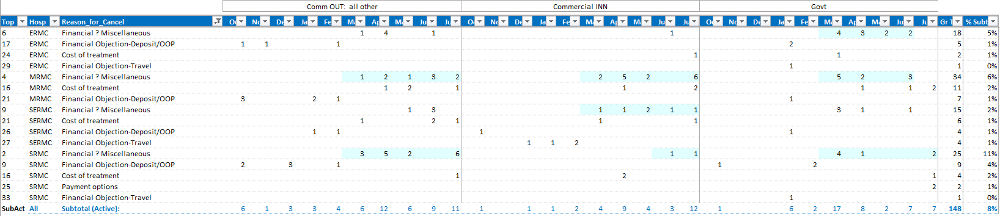 Comm OUT: all other Commercial INN Govt
Top Hosp Reason_for_Cancel Oc No De Ja Fe Ma Ap Ma Ju Ju Oc No De Ja Fe Ma Ap Ma Ju Ju Oc No De Ja Fe Ma Ap Ma Ju Ju Gr T % Subt
6 ERMC Financial ? Miscellaneous 1 4 1 1 4 3 2 2 18 5%
17 ERMC Financial Objection-Deposit/OOP 1 1 1 2 5 1%
24 ERMC Cost of treatment 1 1 2 1%
29 ERMC Financial Objection-Travel 1 1 0%
4 MRMC Financial ? Miscellaneous 1 2 1 3 2 2 5 2 6 5 2 3 34 6%
16 MRMC Cost of treatment 1 2 1 1 2 1 1 2 11 2%
21 MRMC Financial Objection-Deposit/OOP 3 2 1 1 7 1%
9 SERMC Financial ? Miscellaneous 1 3 1 1 2 1 1 3 1 1 15 2%
21 SERMC Cost of treatment 1 2 1 1 1 6 1%
26 SERMC Financial Objection-Deposit/OOP 1 1 1 1 4 1%
27 SERMC Financial Objection-Travel 1 1 2 4 1%
2 SRMC Financial ? Miscellaneous 3 5 2 6 1 1 4 1 2 25 11%
9 SRMC Financial Objection-Deposit/OOP 2 3 1 1 2 9 4%
16 SRMC Cost of treatment 1 2 1 4 2%
25 SRMC Payment options 2 2 1%
33 SRMC Financial Objection-Travel 1 1 0%
SubAct All Subtotal (Active): 6 1 3 3 4 6 12 6 9 11 1 1 1 2 4 9 4 3 12 1 6 2 17 8 2 7 7 148 8%